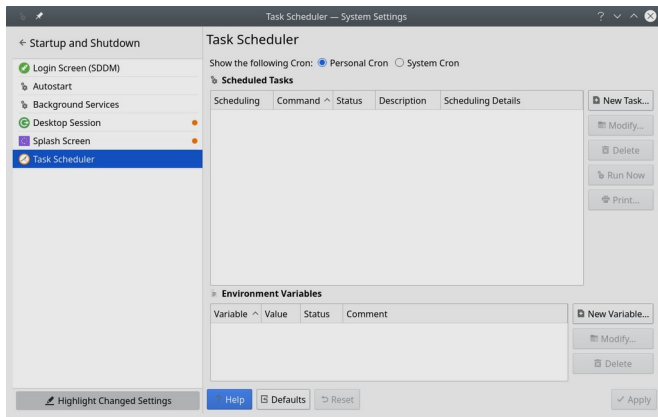 Task Scheduler — System Settings
Startup and Shutdown
Login Screen (SDDM)
Autostart
Background Services
Desktop Session
Splash Screen
Task Scheduler
Highlight Changed Settings
Task Scheduler
Show the following Cron: Personal Cron System Cron
Scheduled Tasks
Scheduling Command Status Description Scheduling Details
New Task...
Modify...
Delete
Run Now
Print...
Environment Variables
Variable Value Status Comment
New Variable...
Modify...
Delete
Help Defaults Reset Apply